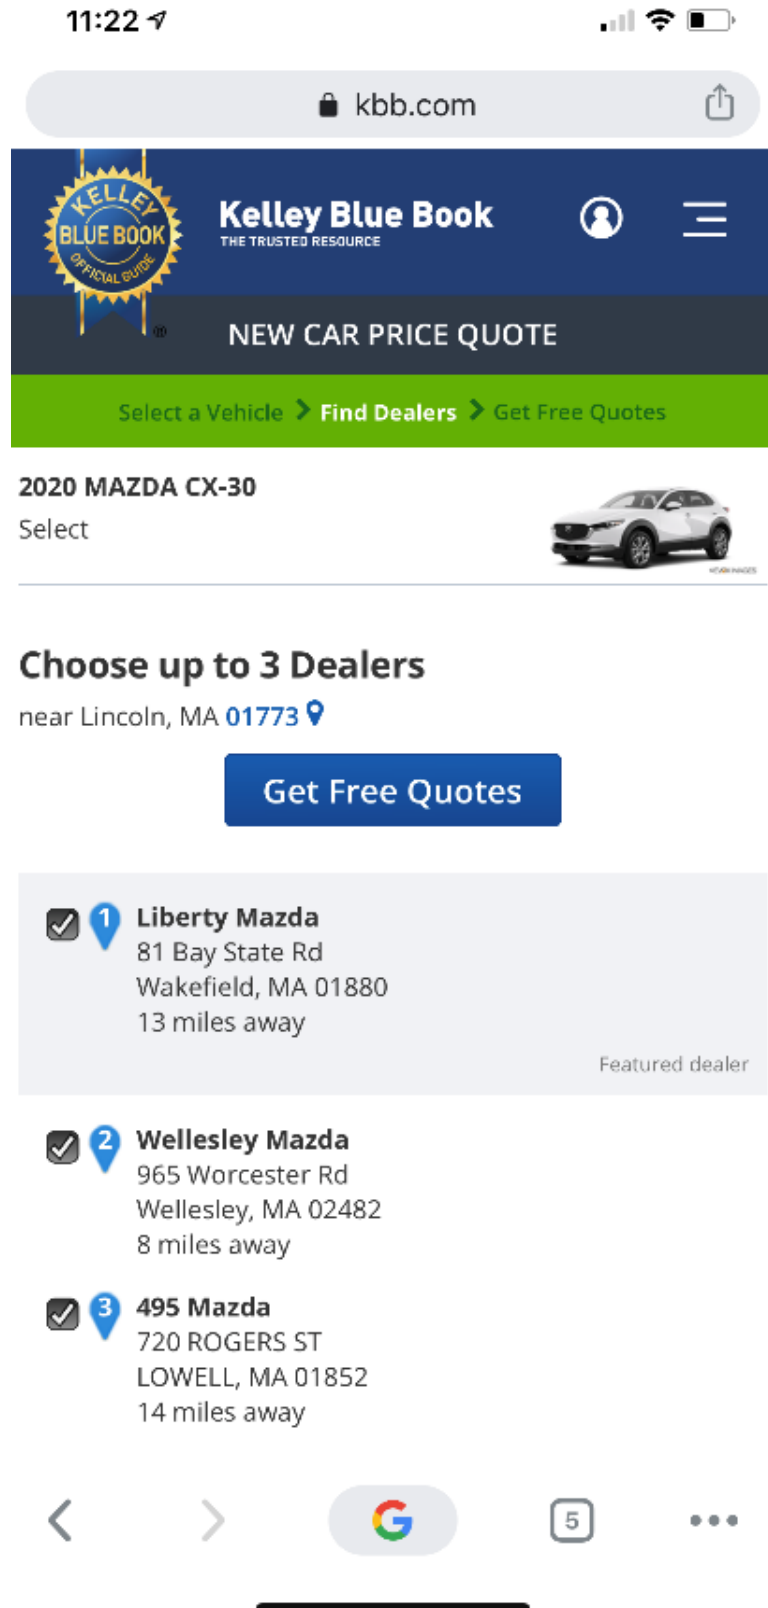 11:22
kbb.com
KELLEY
BLUE BOOK
OFFICIAL GUIDE
®
Kelley Blue Book
THE TRUSTED RESOURCE
NEW CAR PRICE QUOTE
Select a Vehicle > Find Dealers > Get Free Quotes
2020 MAZDA CX-30
Select
Choose up to 3 Dealers
near Lincoln, MA 01773
Get Free Quotes
1 Liberty Mazda
81 Bay State Rd
Wakefield, MA 01880
13 miles away
Featured dealer
2 Wellesley Mazda
965 Worcester Rd
Wellesley, MA 02482
8 miles away
3 495 Mazda
720 ROGERS ST
LOWELL, MA 01852
14 miles away
G
5